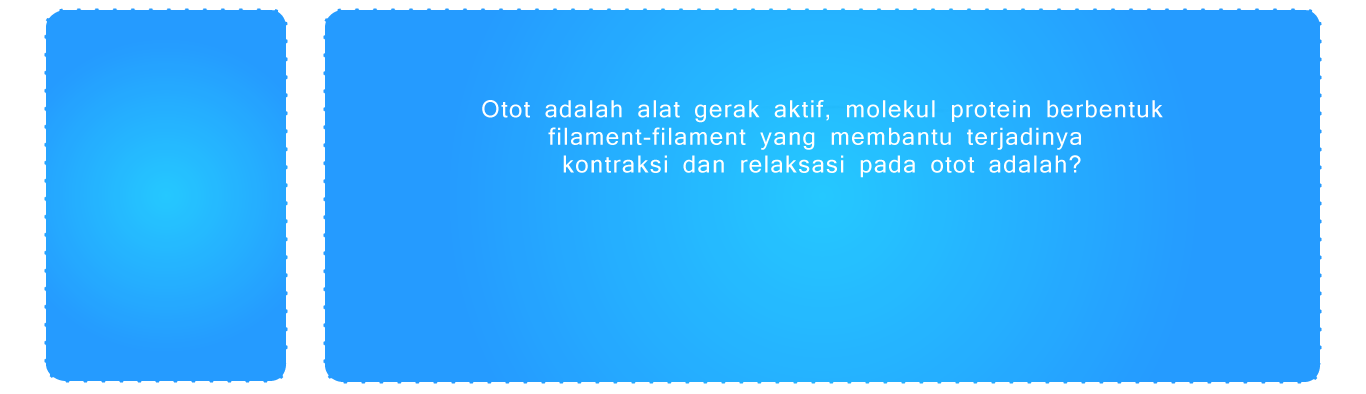 Otot adalah alat gerak aktif, molekul protein berbentuk
filament-filament yang membantu terjadinya
kontraksi dan relaksasi pada otot adalah?